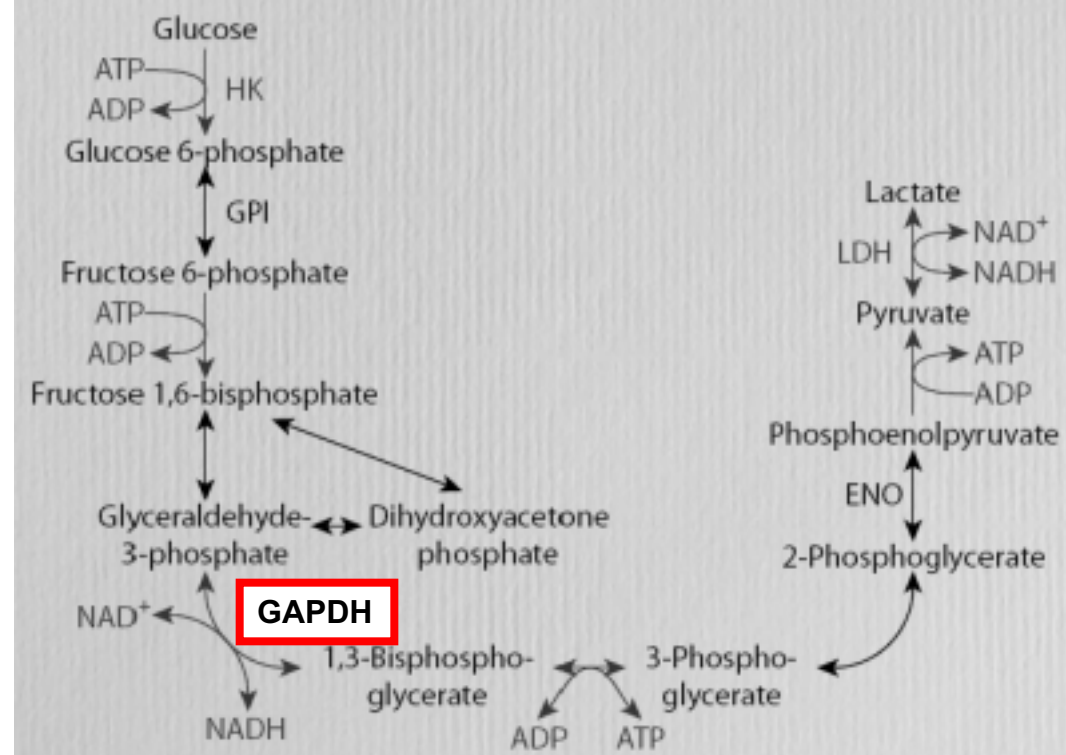 Glucose
ATP
HK
ADP
Glucose 6-phosphate
GPI
Fructose 6-phosphate
ATP
ADP
Fructose 1,6-bisphosphate
Glyceraldehyde-
3-phosphate
Dihydroxyacetone
phosphate
GAPDH
NAD⁺
NADH
1,3-Bisphospho-
glycerate
ADP
ATP
3-Phospho-
glycerate
2-Phosphoglycerate
ENO
Phosphoenolpyruvate
ATP
ADP
Pyruvate
LDH
NAD⁺
NADH
Lactate